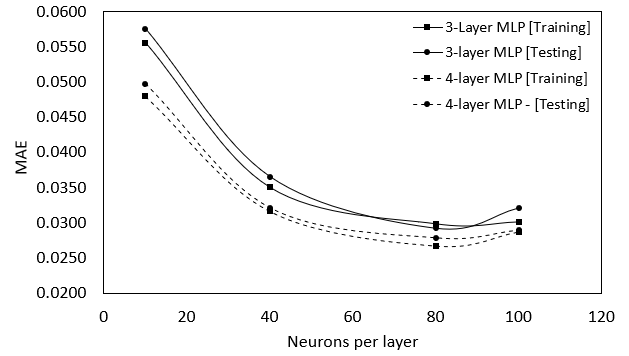 0.0600
0.0550
0.0500
0.0450
0.0400
0.0350
0.0300
0.0250
0.0200
MAE
3-Layer MLP [Training]
3-layer MLP [Testing]
4-layer MLP [Training]
4-layer MLP - [Testing]
0 20 40 60 80 100 120
Neurons per layer